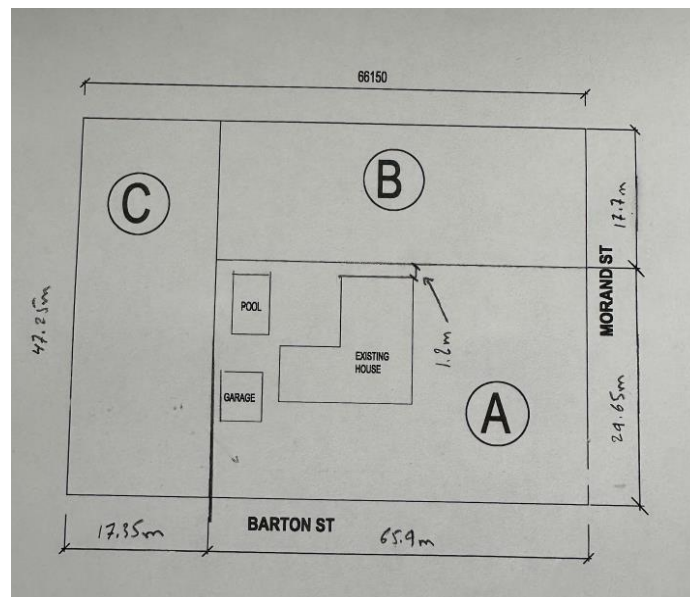 66150
C
B
17.7m
MORAND ST
POOL
1.2m
EXISTING
HOUSE
47.25m
GARAGE
A
29.65m
BARTON ST
17.35m
65.9m